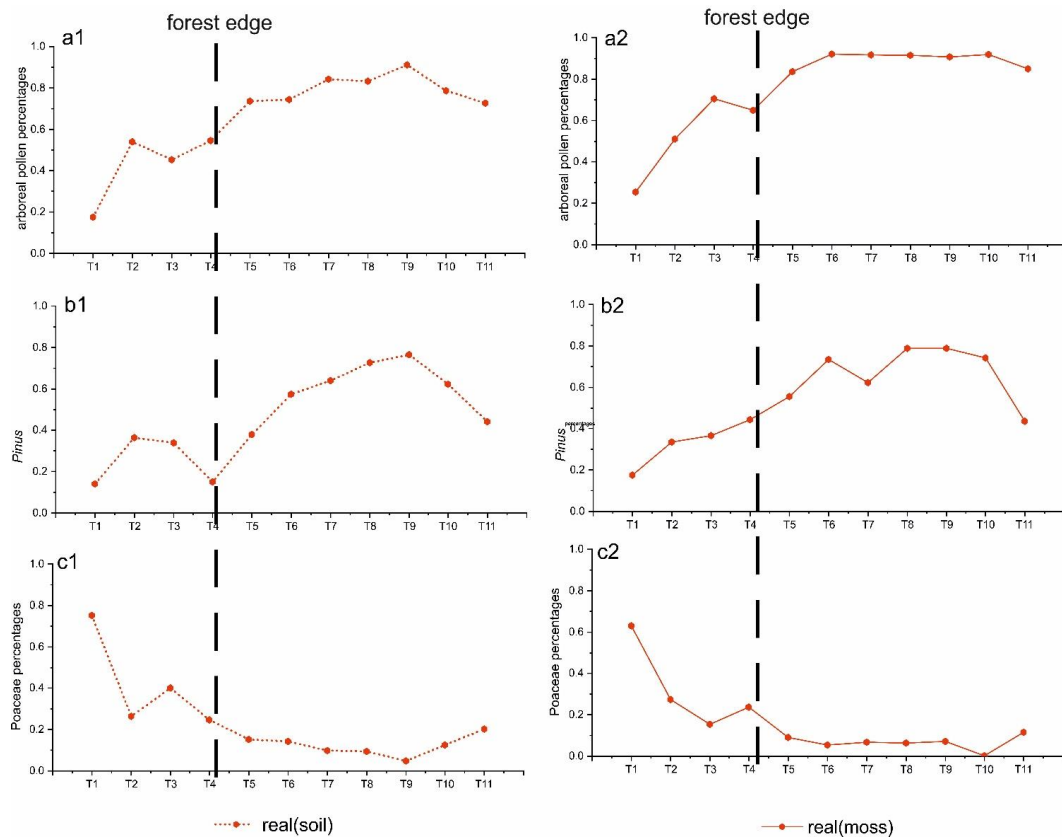 forest edge
a1
arboreal pollen percentages
1.0
0.8
0.6
0.4
0.2
0.0
T1 T2 T3 T4 T5 T6 T7 T8 T9 T10 T11
forest edge
a2
arboreal pollen percentages
1.0
0.8
0.6
0.4
0.2
0.0
T1 T2 T3 T4 T5 T6 T7 T8 T9 T10 T11
b1
Pinus
1.0
0.8
0.6
0.4
0.2
0.0
T1 T2 T3 T4 T5 T6 T7 T8 T9 T10 T11
b2
Pinus percentages
1.0
0.8
0.6
0.4
0.2
0.0
T1 T2 T3 T4 T5 T6 T7 T8 T9 T10 T11
c1
Poaceae percentages
1.0
0.8
0.6
0.4
0.2
0.0
T1 T2 T3 T4 T5 T6 T7 T8 T9 T10 T11
c2
Poaceae percentages
1.0
0.8
0.6
0.4
0.2
0.0
T1 T2 T3 T4 T5 T6 T7 T8 T9 T10 T11
real(soil)
real(moss)